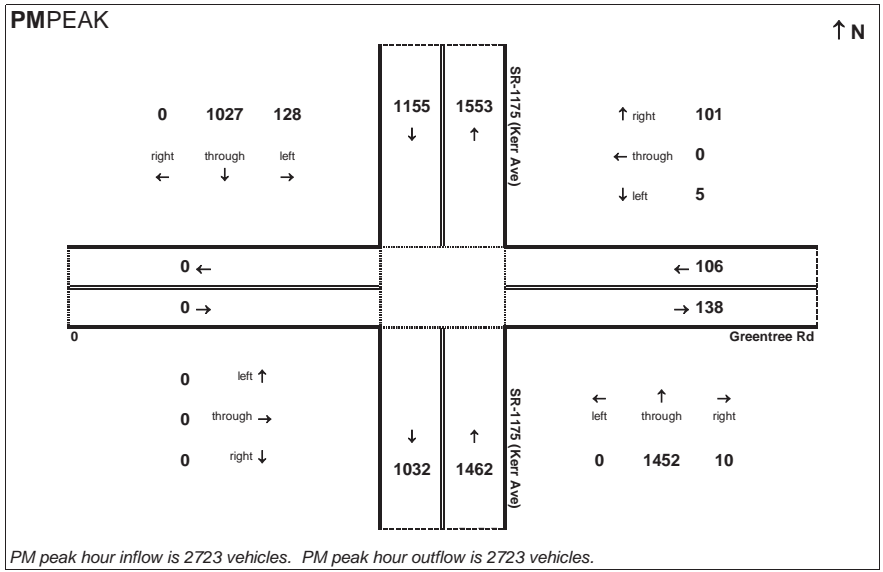 PMPEAK
↑ N
0 1027 128
right through left
← ↓ →
1155 1553
↓ ↑
SR-1175 (Kerr Ave)
↑ right 101
← through 0
↓ left 5
0 ←
← 106
0 →
→ 138
0
Greentree Rd
0 left ↑
0 through →
0 right ↓
↓ ↑
1032 1462
SR-1175 (Kerr Ave)
← ↑ →
left through right
0 1452 10
PM peak hour inflow is 2723 vehicles. PM peak hour outflow is 2723 vehicles.